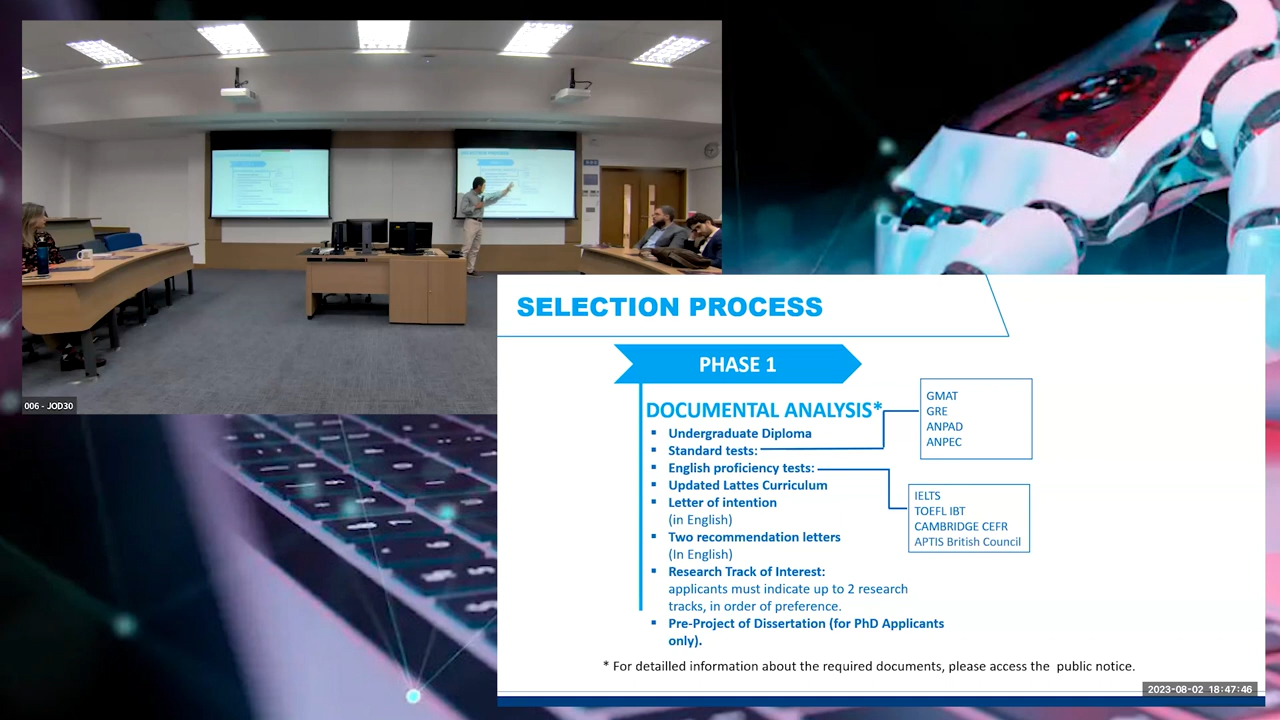 006 - JOD30
SELECTION PROCESS
PHASE 1
DOCUMENTAL ANALYSIS*
▪ Undergraduate Diploma
▪ Standard tests:
▪ English proficiency tests:
▪ Updated Lattes Curriculum
▪ Letter of intention
(in English)
▪ Two recommendation letters
(In English)
▪ Research Track of Interest:
applicants must indicate up to 2 research
tracks, in order of preference.
▪ Pre-Project of Dissertation (for PhD Applicants
only).
GMAT
GRE
ANPAD
ANPEC
IELTS
TOEFL IBT
CAMBRIDGE CEFR
APTIS British Council
* For detailled information about the required documents, please access the public notice.
2023-08-02 18:47:46